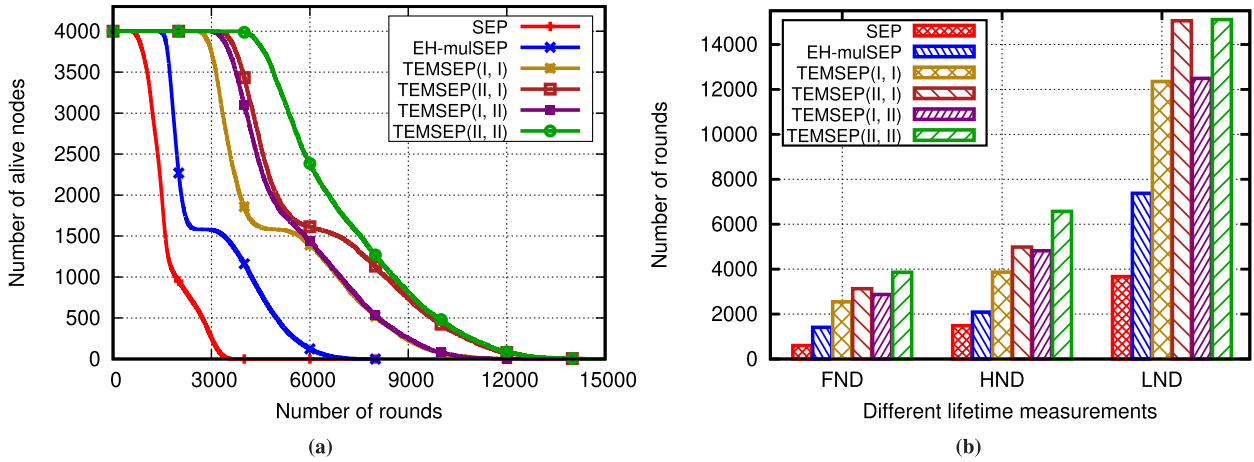 SEP
EH-mulSEP
TEMSEP(I, I)
TEMSEP(II, I)
TEMSEP(I, II)
TEMSEP(II, II)
4000
3500
3000
2500
2000
1500
1000
500
0
Number of alive nodes
0 3000 6000 9000 12000 15000
Number of rounds
(a)
SEP
EH-mulSEP
TEMSEP(I, I)
TEMSEP(II, I)
TEMSEP(I, II)
TEMSEP(II, II)
14000
12000
10000
8000
6000
4000
2000
0
Number of rounds
FND HND LND
Different lifetime measurements
(b)